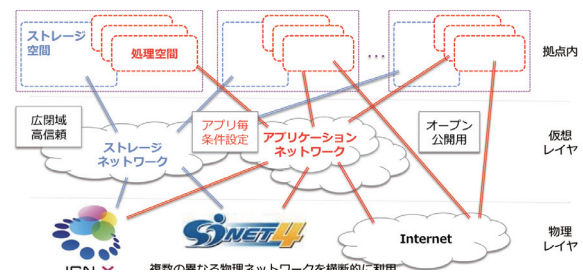 ストレージ
空間
処理空間
…
拠点内
広閉域
高信頼
アプリ毎
条件設定
オープン
公開用
ストレージ
ネットワーク
アプリケーション
ネットワーク
仮想
レイヤ
SINET4
Internet
物理
レイヤ
JGN-X
複数の異なる物理ネットワークを横断的に利用